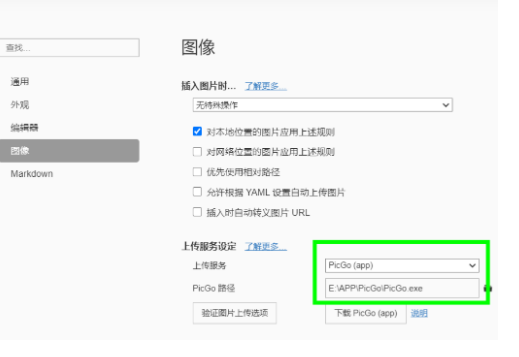 查找...
通用
外观
编辑器
图像
Markdown
图像
插入图片时... 了解更多...
无特殊操作
对本地位置的图片应用上述规则
对网络位置的图片应用上述规则
优先使用相对路径
允许根据 YAML 设置自动上传图片
插入时自动转义图片 URL
上传服务设定 了解更多...
上传服务 PicGo (app)
PicGo 路径 E:\APP\PicGo\PicGo.exe
验证图片上传选项 下载 PicGo (app) 说明